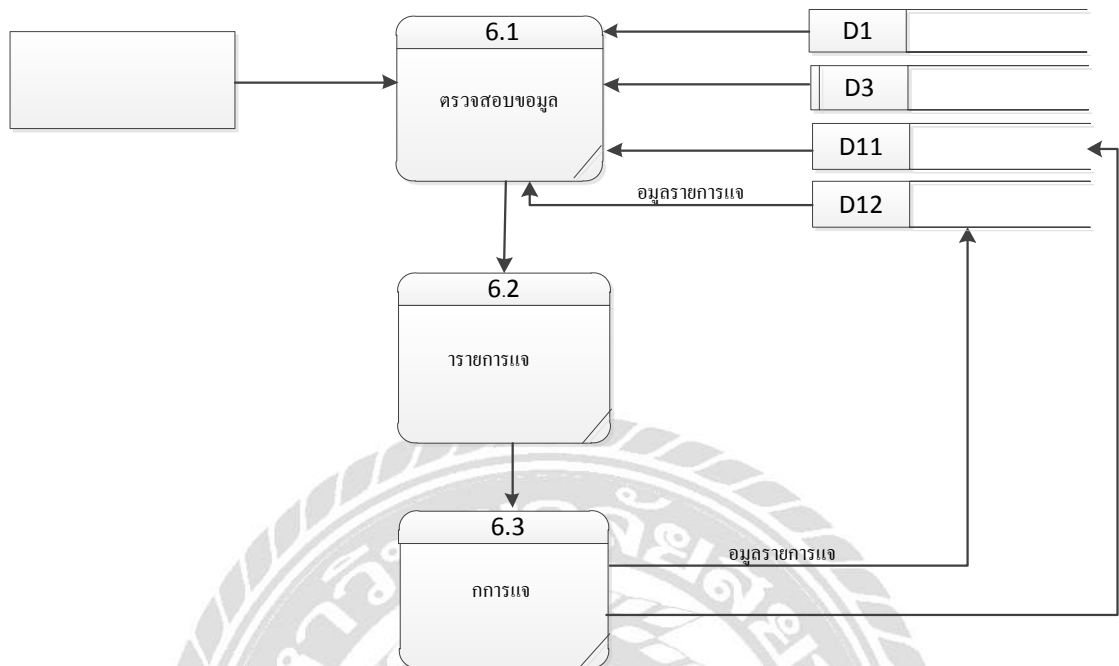 6.1
ตรวจสอบขอมูล
D1
D3
D11
D12
อมูลรายการแจ
6.2
ารายการแจ
6.3
กการแจ
อมูลรายการแจ